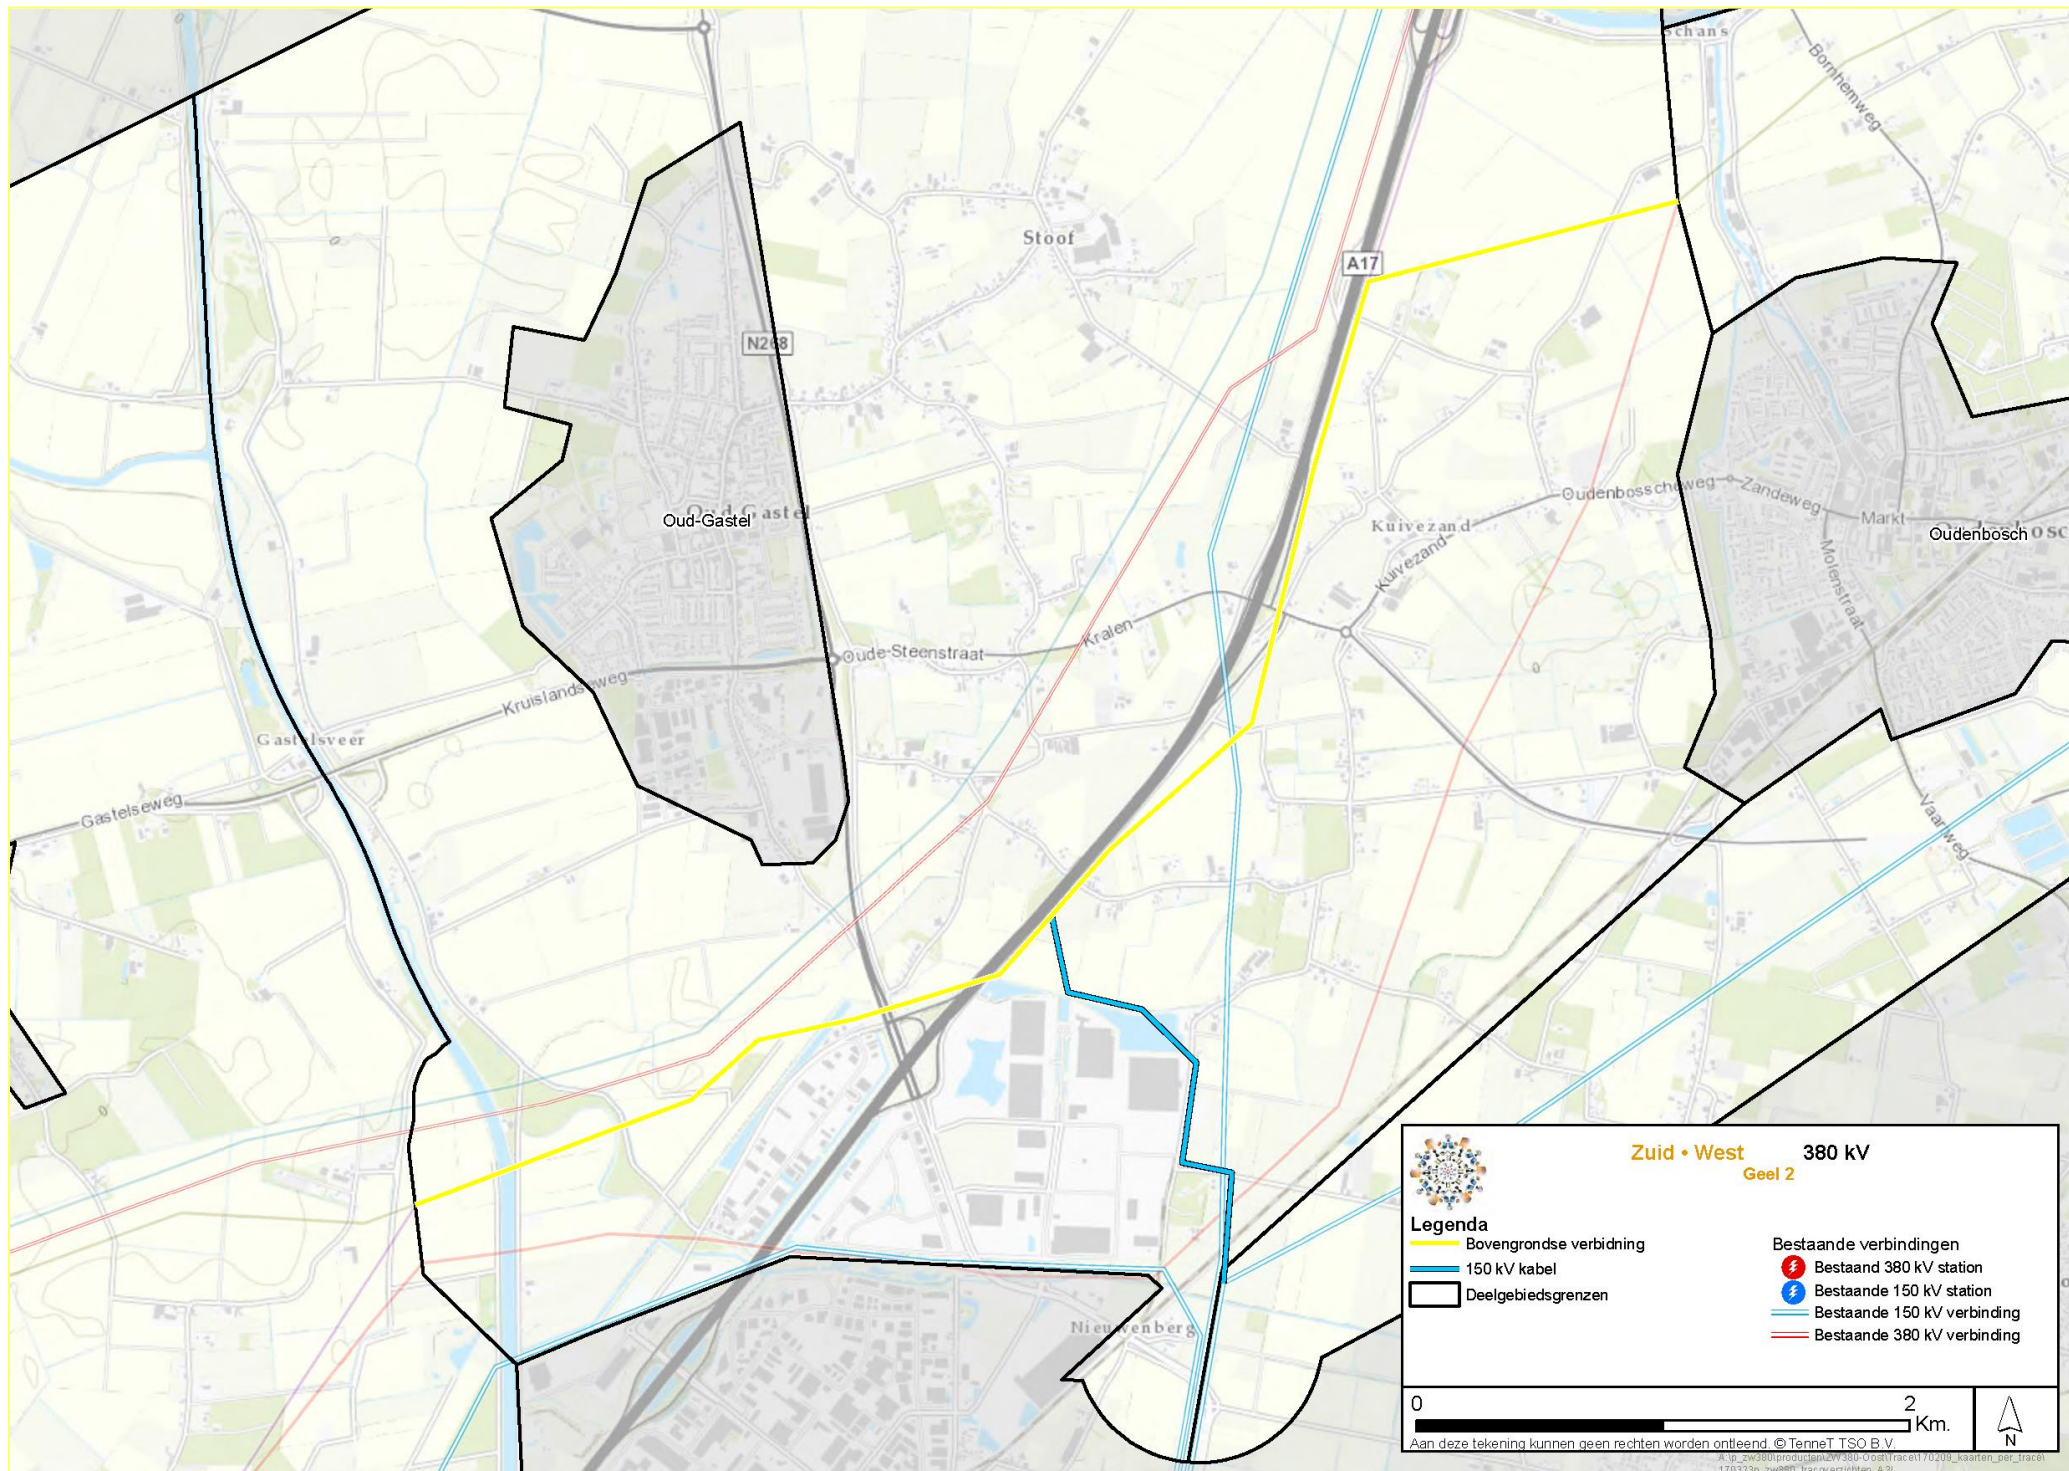 Schans
Bornhemweg
Stoof
A17
N268
Oud Gastel
Oud-Gastel
Oudenbosscheweg
Zandeweg
Markt
Kuivezand
Kuivezand
Molenstraat
Oudenbosch
Kralen
Oude-Steenstraat
Kruislandseweg
Gastelsveer
Gastelseweg
Vaarweg
Nieuwenberg
Zuid • West 380 kV
Geel 2
Legenda
Bovengrondse verbidning
150 kV kabel
Deelgebiedsgrenzen
Bestaande verbindingen
Bestaand 380 kV station
Bestaande 150 kV station
Bestaande 150 kV verbinding
Bestaande 380 kV verbinding
0 2
Km.
N
Aan deze tekening kunnen geen rechten worden ontleend. © TenneT TSO B.V.